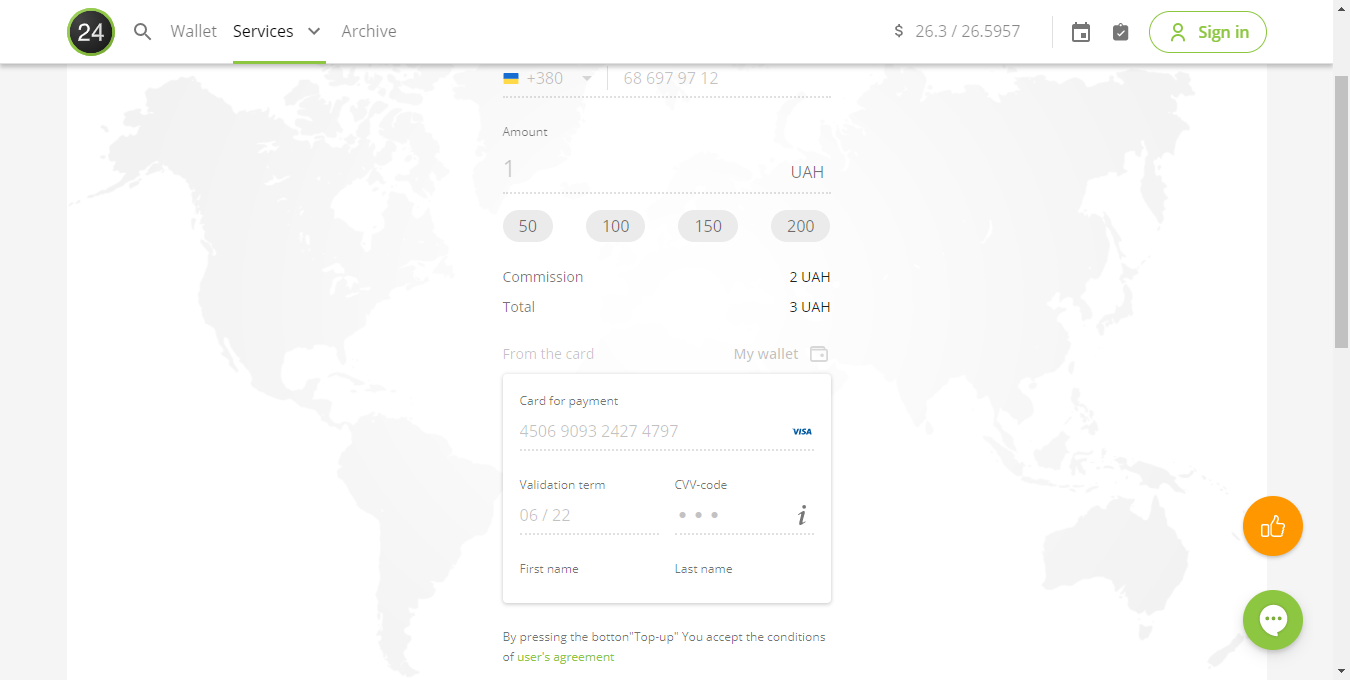 24 Wallet Services Archive $ 26.3 / 26.5957 Sign in
+380 68 697 97 12
Amount
1 UAH
50 100 150 200
Commission 2 UAH
Total 3 UAH
From the card My wallet
Card for payment
4506 9093 2427 4797 VISA
Validation term CVV-code
06 / 22 • • • i
First name Last name
By pressing the botton"Top-up" You accept the conditions
of user's agreement